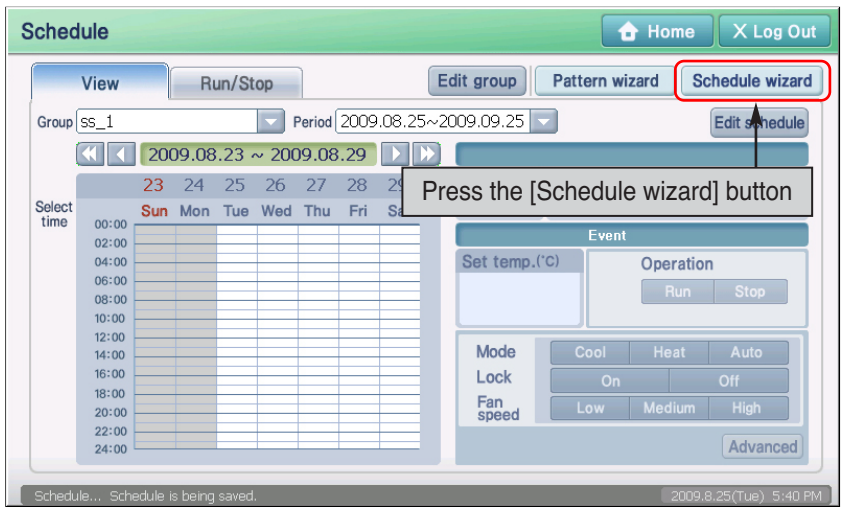 Schedule Home X Log Out
View Run/Stop Edit group Pattern wizard Schedule wizard
Group ss_1 Period 2009.08.25~2009.09.25 Edit schedule
2009.08.23 ~ 2009.08.29
Press the [Schedule wizard] button
23 24 25 26 27 28
Select time
Sun Mon Tue Wed Thu Fri
00:00
02:00
04:00
06:00
08:00
10:00
12:00
14:00
16:00
18:00
20:00
22:00
24:00
Event
Set temp.(°C) Operation
Run Stop
Mode Cool Heat Auto
Lock On Off
Fan speed Low Medium High
Advanced
Schedule... Schedule is being saved. 2009.8.25(Tue) 5:40 PM